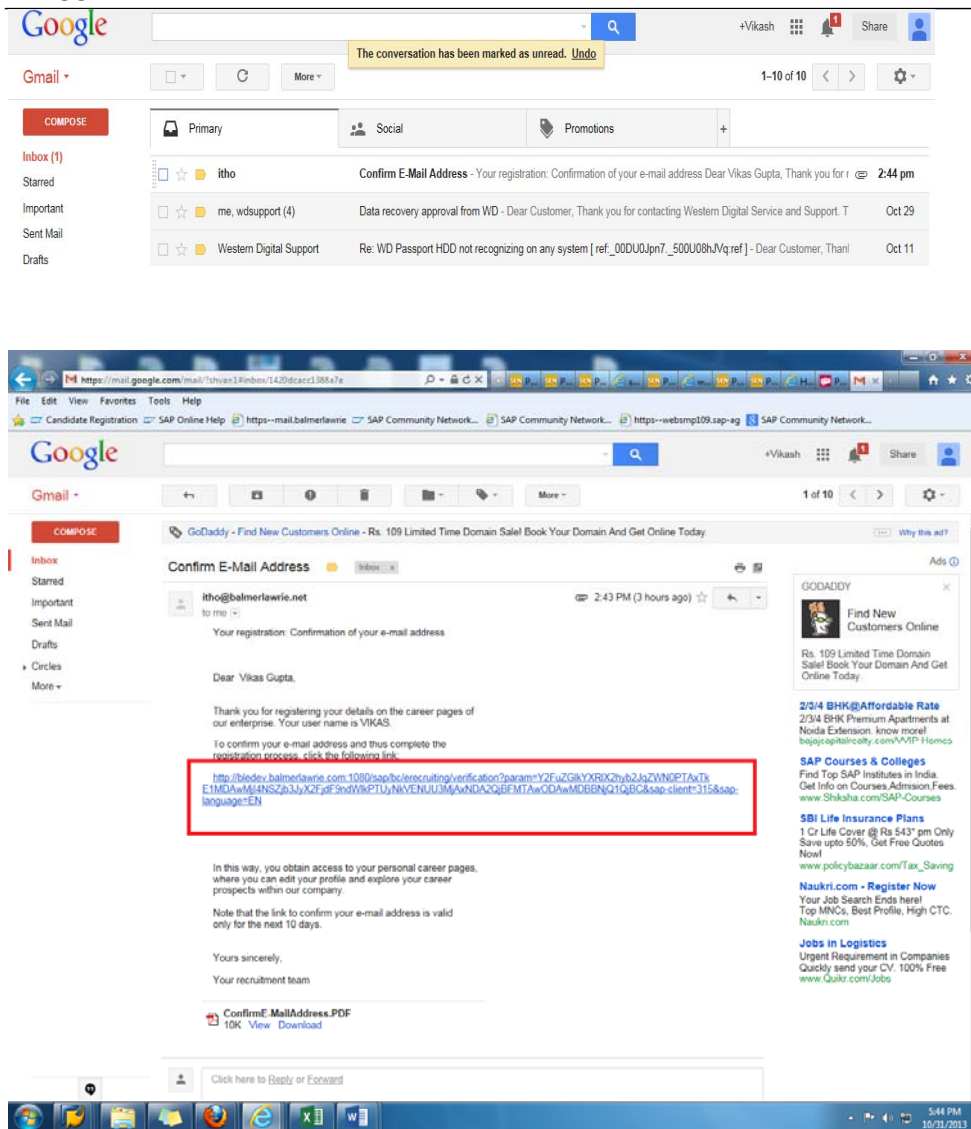 Google
+Vikash
1
Share
The conversation has been marked as unread. Undo
Gmail
More
1–10 of 10
COMPOSE
Primary
Social
Promotions
+
Inbox (1)
Starred
Important
Sent Mail
Drafts
itho
Confirm E-Mail Address - Your registration: Confirmation of your e-mail address Dear Vikas Gupta, Thank you for r
2:44 pm
me, wdsupport (4)
Data recovery approval from WD - Dear Customer, Thank you for contacting Western Digital Service and Support. T
Oct 29
Western Digital Support
Re: WD Passport HDD not recognizing on any system [ ref:_00DU0Jpn7._500U08hJVq:ref ] - Dear Customer, Thanl
Oct 11
https://mail.google.com/mail/
File Edit View Favorites Tools Help
Candidate Registration
SAP Online Help
https--mail.balmerlawrie
SAP Community Network...
SAP Community Network...
https--websmp109.sap-ag
SAP Community Network...
Google
+Vikash
1
Share
Gmail
More
1 of 10
COMPOSE
GoDaddy - Find New Customers Online - Rs. 109 Limited Time Domain Sale! Book Your Domain And Get Online Today.
Why this ad?
Inbox
Starred
Important
Sent Mail
Drafts
Circles
More
Confirm E-Mail Address
Inbox x
itho@balmerlawrie.net
2:43 PM (3 hours ago)
to me
Your registration: Confirmation of your e-mail address
Dear Vikas Gupta,
Thank you for registering your details on the career pages of
our enterprise. Your user name is VIKAS.
To confirm your e-mail address and thus complete the
registration process, click the following link:
language=EN
In this way, you obtain access to your personal career pages,
where you can edit your profile and explore your career
prospects within our company.
Note that the link to confirm your e-mail address is valid
only for the next 10 days.
Yours sincerely,
Your recruitment team
ConfirmE-MailAddress.PDF
10K View Download
Click here to Reply or Forward
Ads
GODADDY
Find New
Customers Online
Rs. 109 Limited Time Domain
Sale! Book Your Domain And Get
Online Today
2/3/4 BHK@Affordable Rate
2/3/4 BHK Premium Apartments at
Noida Extension. know more!
SAP Courses & Colleges
Find Top SAP Institutes in India.
Get Info on Courses,Admision,Fees.
www.Shiksha.com/SAP-Courses
SBI Life Insurance Plans
1 Cr Life Cover @ Rs 543* pm Only
Save upto 50%, Get Free Quotes
Now!
www.policybazaar.com/Tax_Saving
Naukri.com - Register Now
Your Job Search Ends here!
Top MNCs, Best Profile, High CTC.
Naukri.com
Jobs in Logistics
Urgent Requirement in Companies
Quickly send your CV. 100% Free
www.Quikr.com/Jobs
5:44 PM
10/31/2013